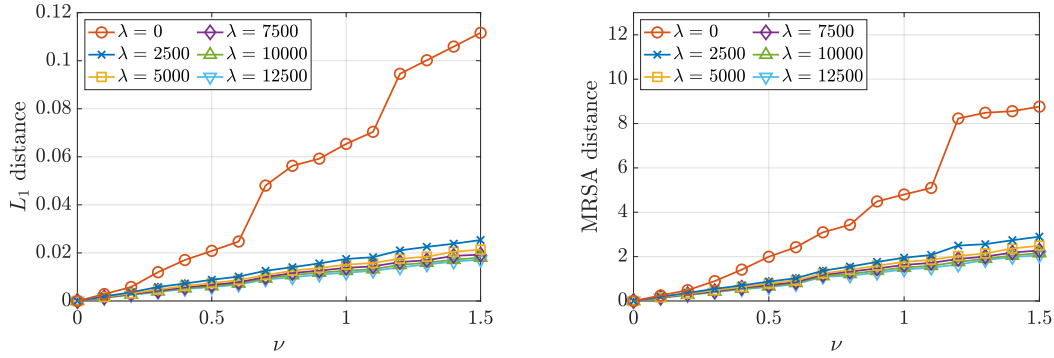 0.12
0.1
0.08
0.06
0.04
0.02
0
L₁ distance
λ = 0
λ = 2500
λ = 5000
λ = 7500
λ = 10000
λ = 12500
0 0.5 1 1.5
ν
12
10
8
6
4
2
0
MRSA distance
λ = 0
λ = 2500
λ = 5000
λ = 7500
λ = 10000
λ = 12500
0 0.5 1 1.5
ν